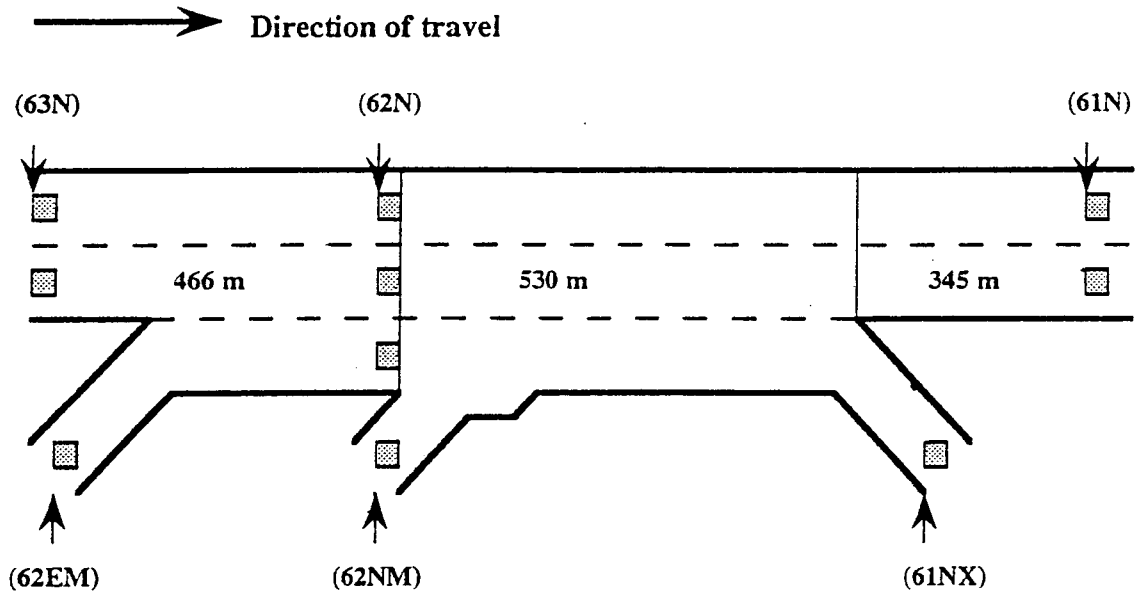 Direction of travel
(63N) (62N) (61N)
466 m 530 m 345 m
(62EM) (62NM) (61NX)